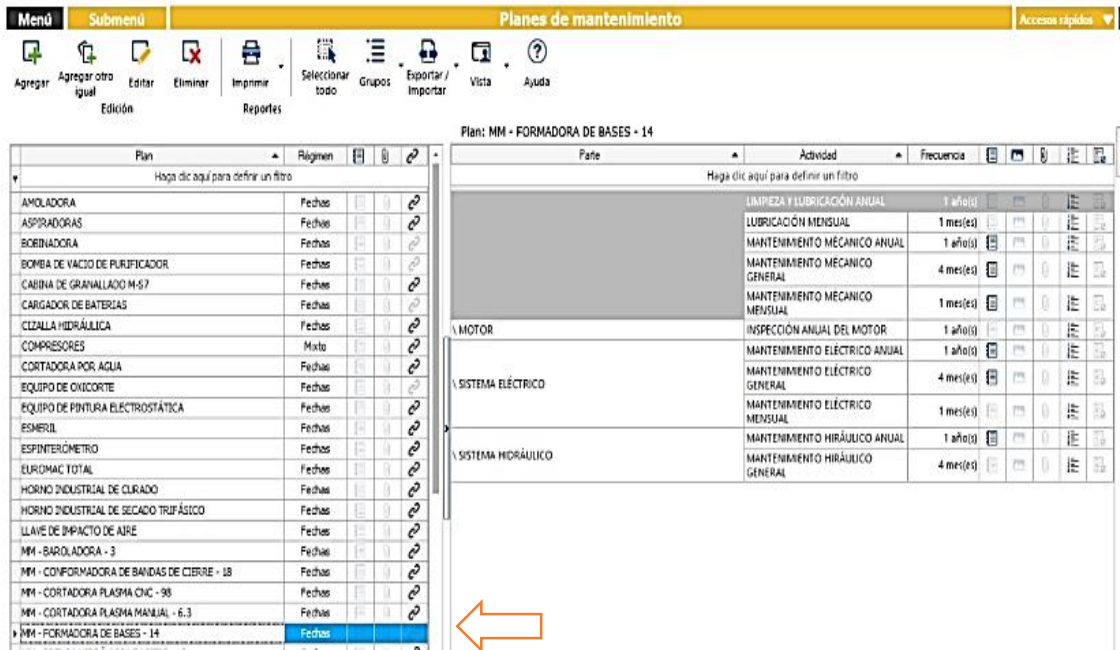 Menú Submenú Planes de mantenimiento Accesos rápidos
Agregar Agregar otro igual Editar Eliminar Imprimir Seleccionar todo Grupos Exportar / Importar Vista Ayuda
Edición Reportes
Plan: MM - FORMADORA DE BASES - 14
Plan Régimen
Haga clic aquí para definir un filtro
AMOLADORA Fechas
ASPIRADORAS Fechas
BOBINADORA Fechas
BOMBA DE VACIO DE PURIFICADOR Fechas
CABINA DE GRANALLADO M-57 Fechas
CARGADOR DE BATERIAS Fechas
CIZALLA HIDRÁULICA Fechas
COMPRESORES Mixto
CORTADORA POR AGUA Fechas
EQUIPO DE OXICORTE Fechas
EQUIPO DE PINTURA ELECTROSTÁTICA Fechas
ESMERIL Fechas
ESPINTERÓMETRO Fechas
EUROMAC TOTAL Fechas
HORNO INDUSTRIAL DE CURADO Fechas
HORNO INDUSTRIAL DE SECADO TRIFÁSICO Fechas
LLAVE DE IMPACTO DE AIRE Fechas
MM - BAROLADORA - 3 Fechas
MM - CONFORMADORA DE BANDAS DE CIERRE - 18 Fechas
MM - CORTADORA PLASMA CNC - 98 Fechas
MM - CORTADORA PLASMA MANUAL - 6.3 Fechas
MM - FORMADORA DE BASES - 14 Fechas
Parte Actividad Frecuencia
Haga clic aquí para definir un filtro
LIMPIEZA Y LUBRICACIÓN ANUAL 1 año(s)
LUBRICACIÓN MENSUAL 1 mes(es)
MANTENIMIENTO MÉCANICO ANUAL 1 año(s)
MANTENIMIENTO MÉCANICO GENERAL 4 mes(es)
MANTENIMIENTO MÉCANICO MENSUAL 1 mes(es)
\ MOTOR INSPECCIÓN ANUAL DEL MOTOR 1 año(s)
\ SISTEMA ELÉCTRICO MANTENIMIENTO ELÉCTRICO ANUAL 1 año(s)
MANTENIMIENTO ELÉCTRICO GENERAL 4 mes(es)
MANTENIMIENTO ELÉCTRICO MENSUAL 1 mes(es)
\ SISTEMA HIDRÁULICO MANTENIMIENTO HIRÁULICO ANUAL 1 año(s)
MANTENIMIENTO HIRÁULICO GENERAL 4 mes(es)